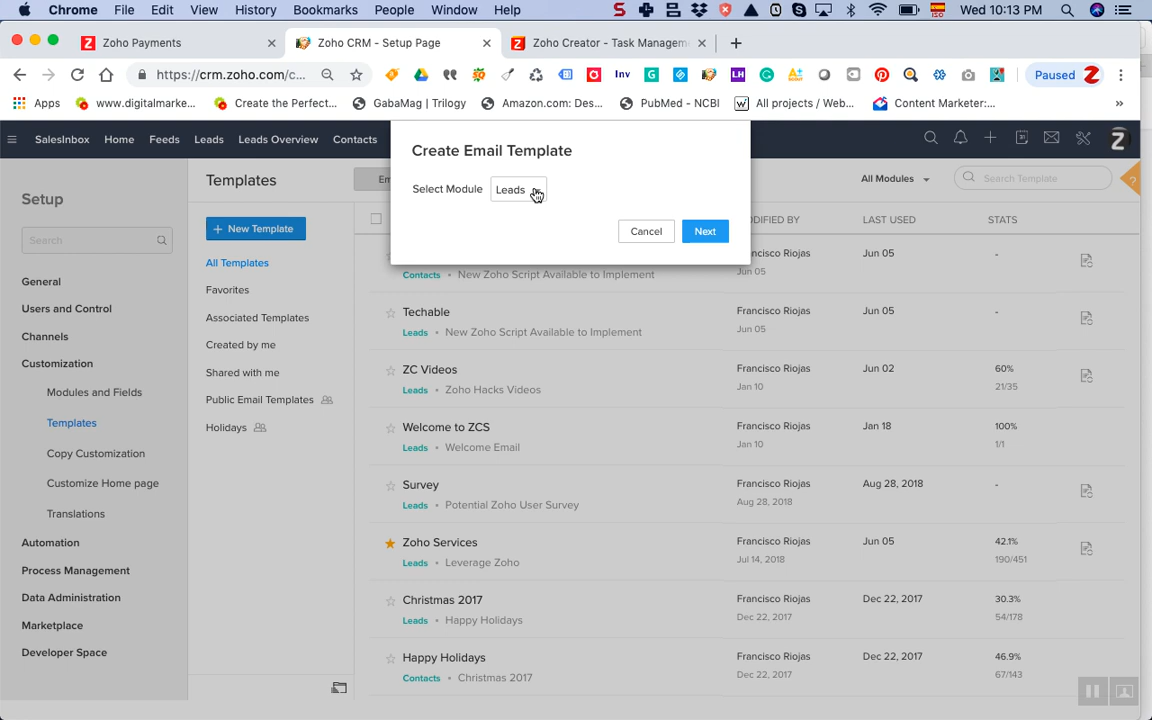 Chrome File Edit View History Bookmarks People Window Help Wed 10:13 PM
Zoho Payments Zoho CRM - Setup Page Zoho Creator - Task Managem
https://crm.zoho.com/c... Inv LH Paused
Apps www.digitalmarke... Create the Perfect... GabaMag | Trilogy Amazon.com: Des... PubMed - NCBI All projects / Web... Content Marketer:... »
SalesInbox Home Feeds Leads Leads Overview Contacts
Create Email Template
Select Module Leads
Cancel Next
Setup
Search
General
Users and Control
Channels
Customization
Modules and Fields
Templates
Copy Customization
Customize Home page
Translations
Automation
Process Management
Data Administration
Marketplace
Developer Space
Templates
+ New Template
All Templates
Favorites
Associated Templates
Created by me
Shared with me
Public Email Templates
Holidays
Em
All Modules Search Template ?
MODIFIED BY LAST USED STATS
Francisco Riojas Jun 05 -
Contacts • New Zoho Script Available to Implement Jun 05
Techable Francisco Riojas Jun 05 -
Leads • New Zoho Script Available to Implement Jun 05
ZC Videos Francisco Riojas Jun 02 60%
Leads • Zoho Hacks Videos Jan 10 21/35
Welcome to ZCS Francisco Riojas Jan 18 100%
Leads • Welcome Email Jan 10 1/1
Survey Francisco Riojas Aug 28, 2018 -
Leads • Potential Zoho User Survey Aug 28, 2018
Zoho Services Francisco Riojas Jun 05 42.1%
Leads • Leverage Zoho Jul 14, 2018 190/451
Christmas 2017 Francisco Riojas Dec 22, 2017 30.3%
Leads • Happy Holidays Dec 22, 2017 54/178
Happy Holidays Francisco Riojas Dec 22, 2017 46.9%
Contacts • Christmas 2017 Dec 22, 2017 67/143